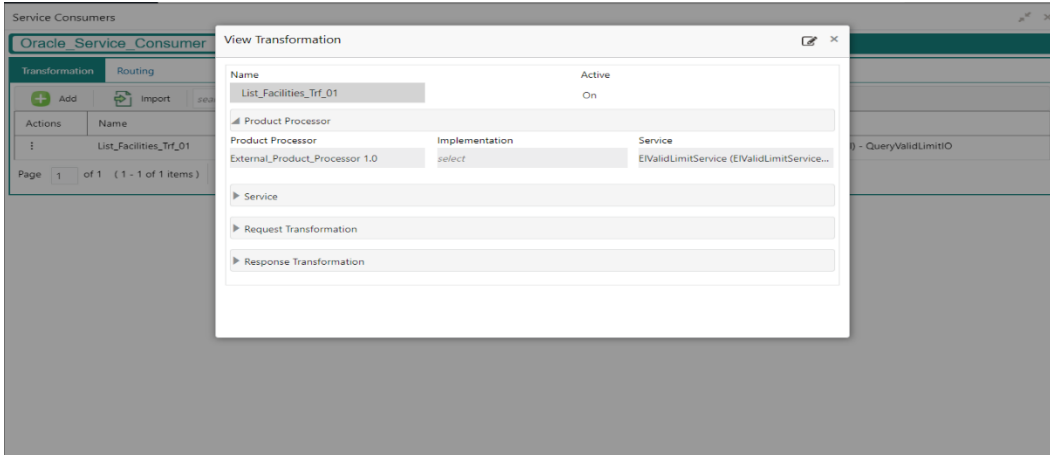 Service Consumers
Oracle_Service_Consumer
Transformation Routing
Add Import
Actions Name
List_Facilities_Trf_01 - QueryValidLimitIO
Page 1 of 1 (1 - 1 of 1 items)
View Transformation
Name Active
List_Facilities_Trf_01 On
Product Processor
Product Processor Implementation Service
External_Product_Processor 1.0 select ElValidLimitService (ElValidLimitService...
Service
Request Transformation
Response Transformation